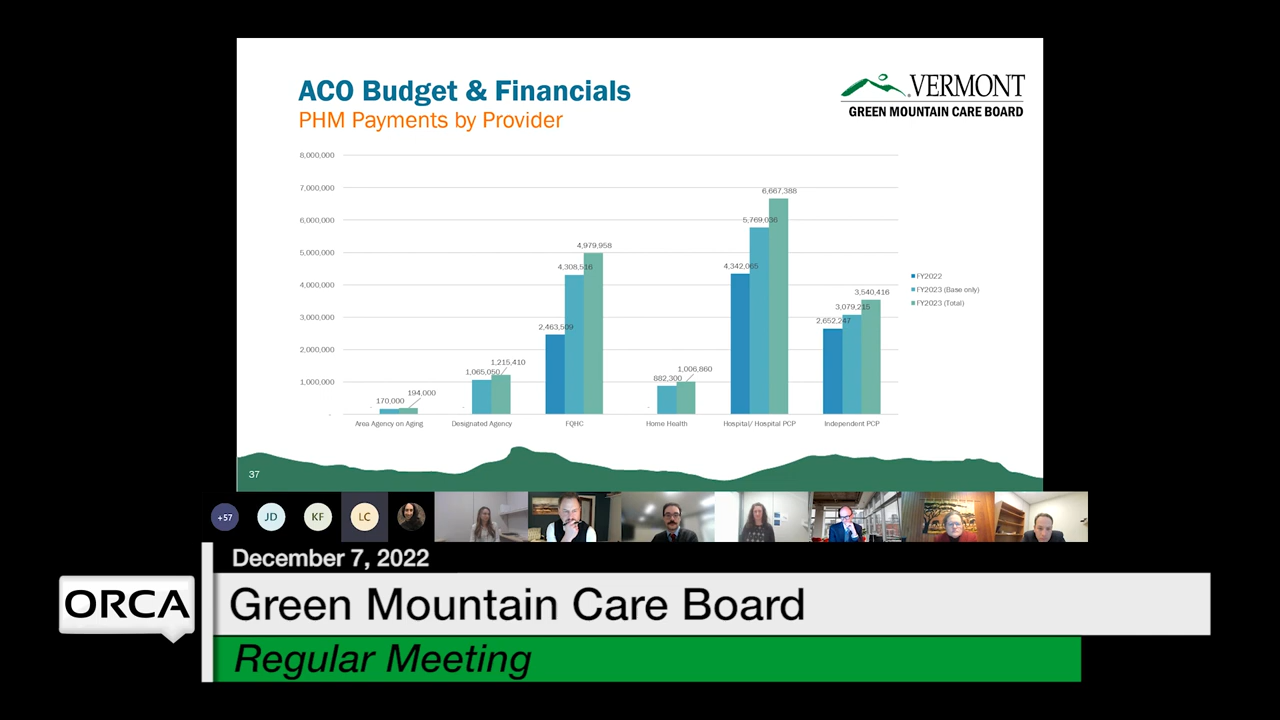 ACO Budget & Financials
PHM Payments by Provider
VERMONT
GREEN MOUNTAIN CARE BOARD
8,000,000
7,000,000
6,000,000
5,000,000
4,000,000
3,000,000
2,000,000
1,000,000
-
170,000
194,000
1,065,050
1,215,410
2,463,509
4,308,516
4,979,958
882,300
1,006,860
4,342,065
5,769,036
6,667,388
2,652,247
3,079,215
3,540,416
Area Agency on Aging
Designated Agency
FQHC
Home Health
Hospital/ Hospital PCP
Independent PCP
FY2022
FY2023 (Base only)
FY2023 (Total)
37
+57
JD
KF
LC
December 7, 2022
ORCA
Green Mountain Care Board
Regular Meeting